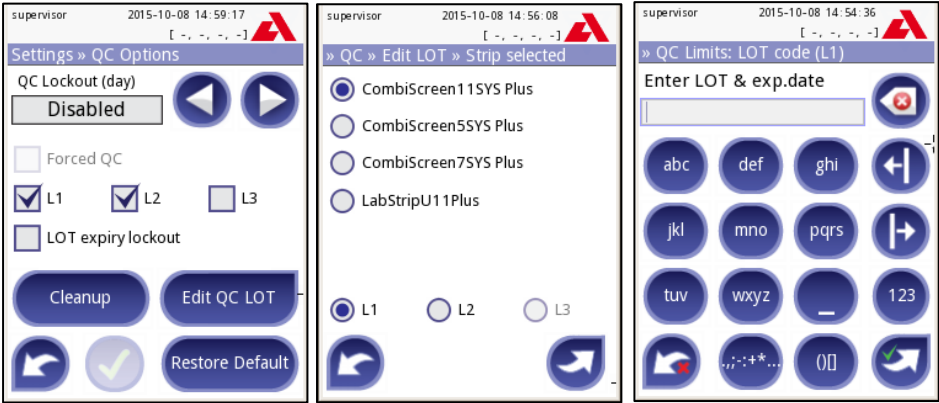 supervisor 2015-10-08 14:59:17
[ -, -, -, -]
Settings » QC Options
QC Lockout (day)
Disabled
Forced QC
L1 L2 L3
LOT expiry lockout
Cleanup Edit QC LOT
Restore Default
supervisor 2015-10-08 14:56:08
[ -, -, -, -]
» QC » Edit LOT » Strip selected
CombiScreen11SYS Plus
CombiScreen5SYS Plus
CombiScreen7SYS Plus
LabStripU11Plus
L1 L2 L3
supervisor 2015-10-08 14:54:36
[ -, -, -, -]
» QC Limits: LOT code (L1)
Enter LOT & exp.date
abc def ghi
jkl mno pqrs
tuv wxyz _ 123
.,;-:+*... ()[]